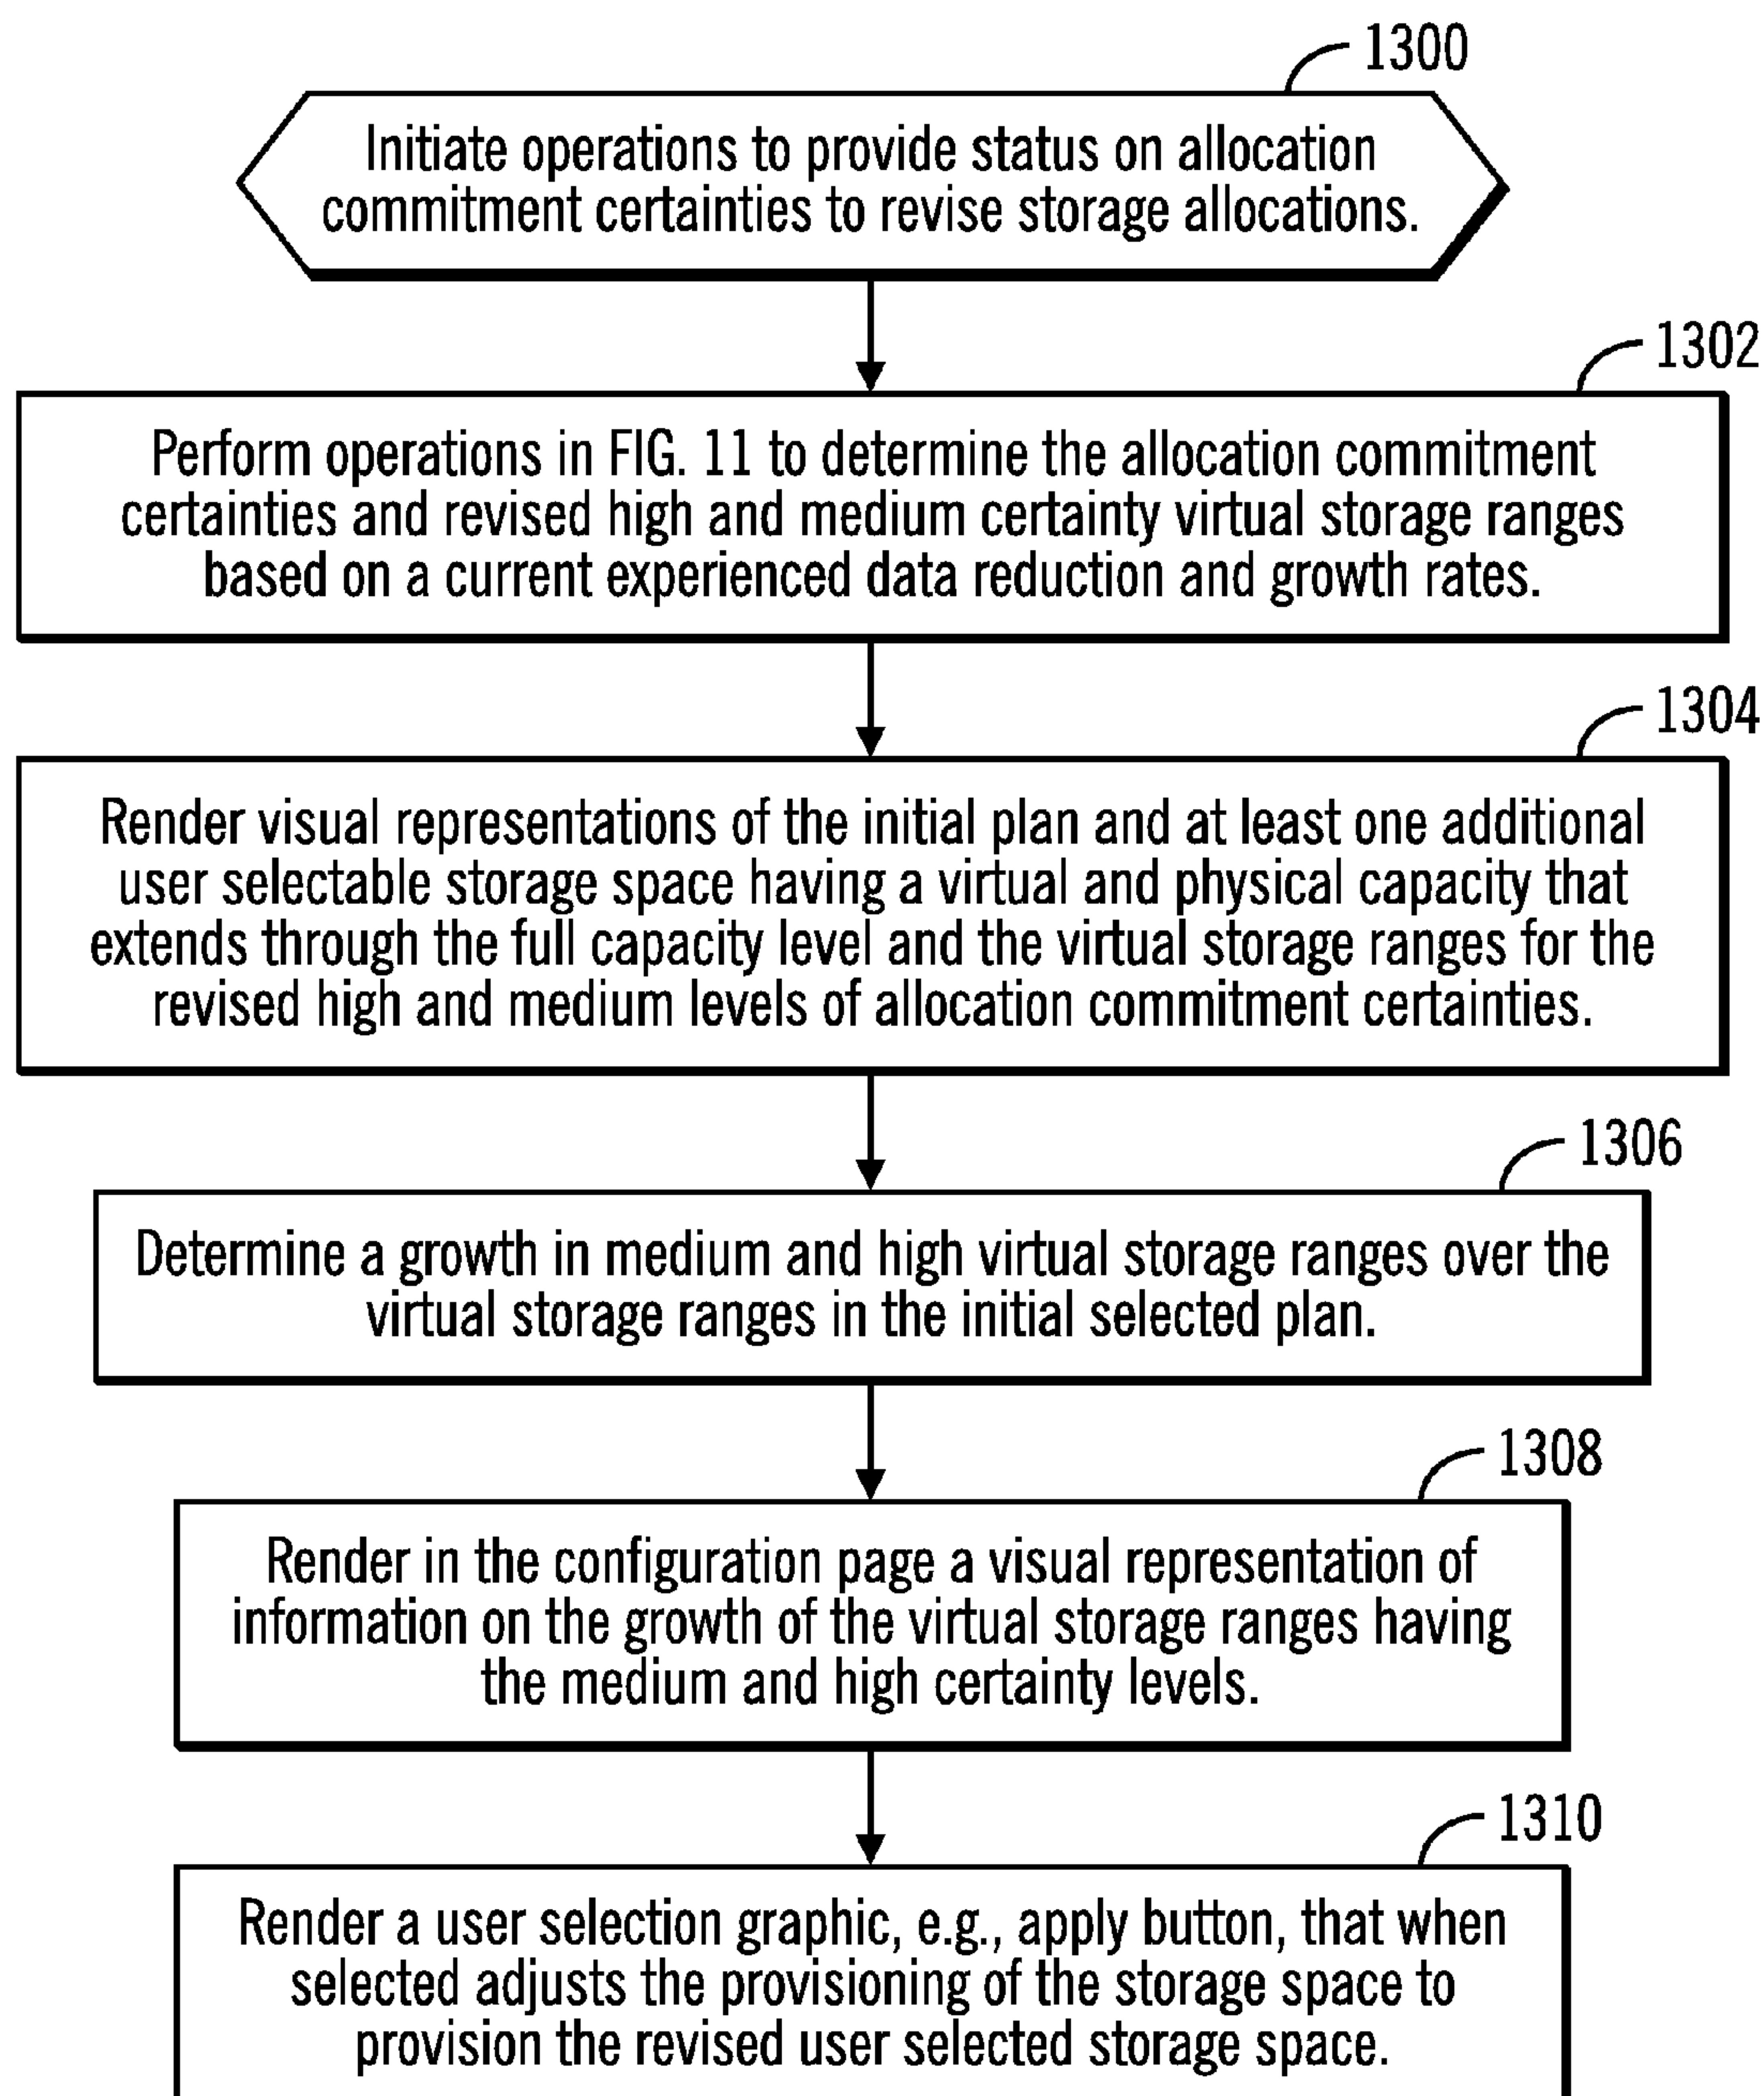 1300
Initiate operations to provide status on allocation
commitment certainties to revise storage allocations.
1302
Perform operations in FIG. 11 to determine the allocation commitment
certainties and revised high and medium certainty virtual storage ranges
based on a current experienced data reduction and growth rates.
1304
Render visual representations of the initial plan and at least one additional
user selectable storage space having a virtual and physical capacity that
extends through the full capacity level and the virtual storage ranges for the
revised high and medium levels of allocation commitment certainties.
1306
Determine a growth in medium and high virtual storage ranges over the
virtual storage ranges in the initial selected plan.
1308
Render in the configuration page a visual representation of
information on the growth of the virtual storage ranges having
the medium and high certainty levels.
1310
Render a user selection graphic, e.g., apply button, that when
selected adjusts the provisioning of the storage space to
provision the revised user selected storage space.